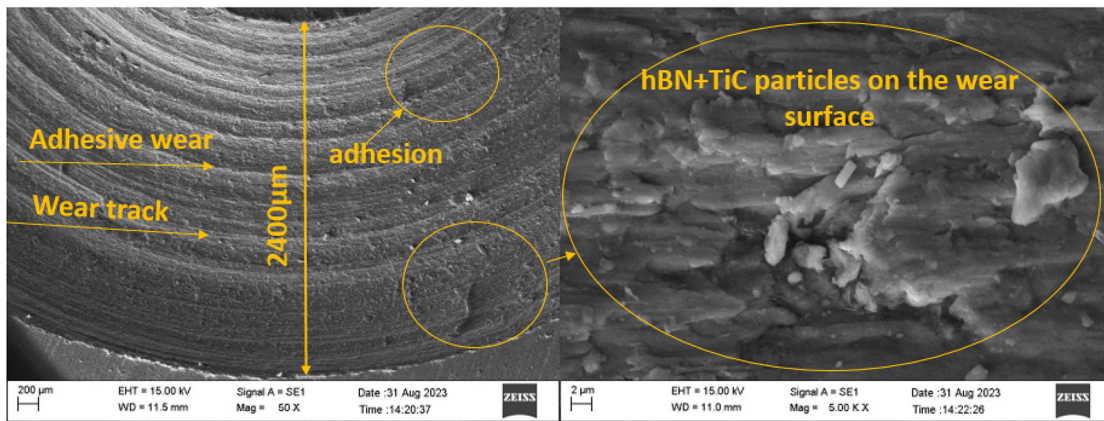 Adhesive wear
adhesion
Wear track
2400μm
200 μm
EHT = 15.00 kV
Signal A = SE1
Date :31 Aug 2023
WD = 11.5 mm
Mag = 50 X
Time :14:20:37
ZEISS
hBN+TiC particles on the wear
surface
2 μm
EHT = 15.00 kV
Signal A = SE1
Date :31 Aug 2023
WD = 11.0 mm
Mag = 5.00 K X
Time :14:22:26
ZEISS